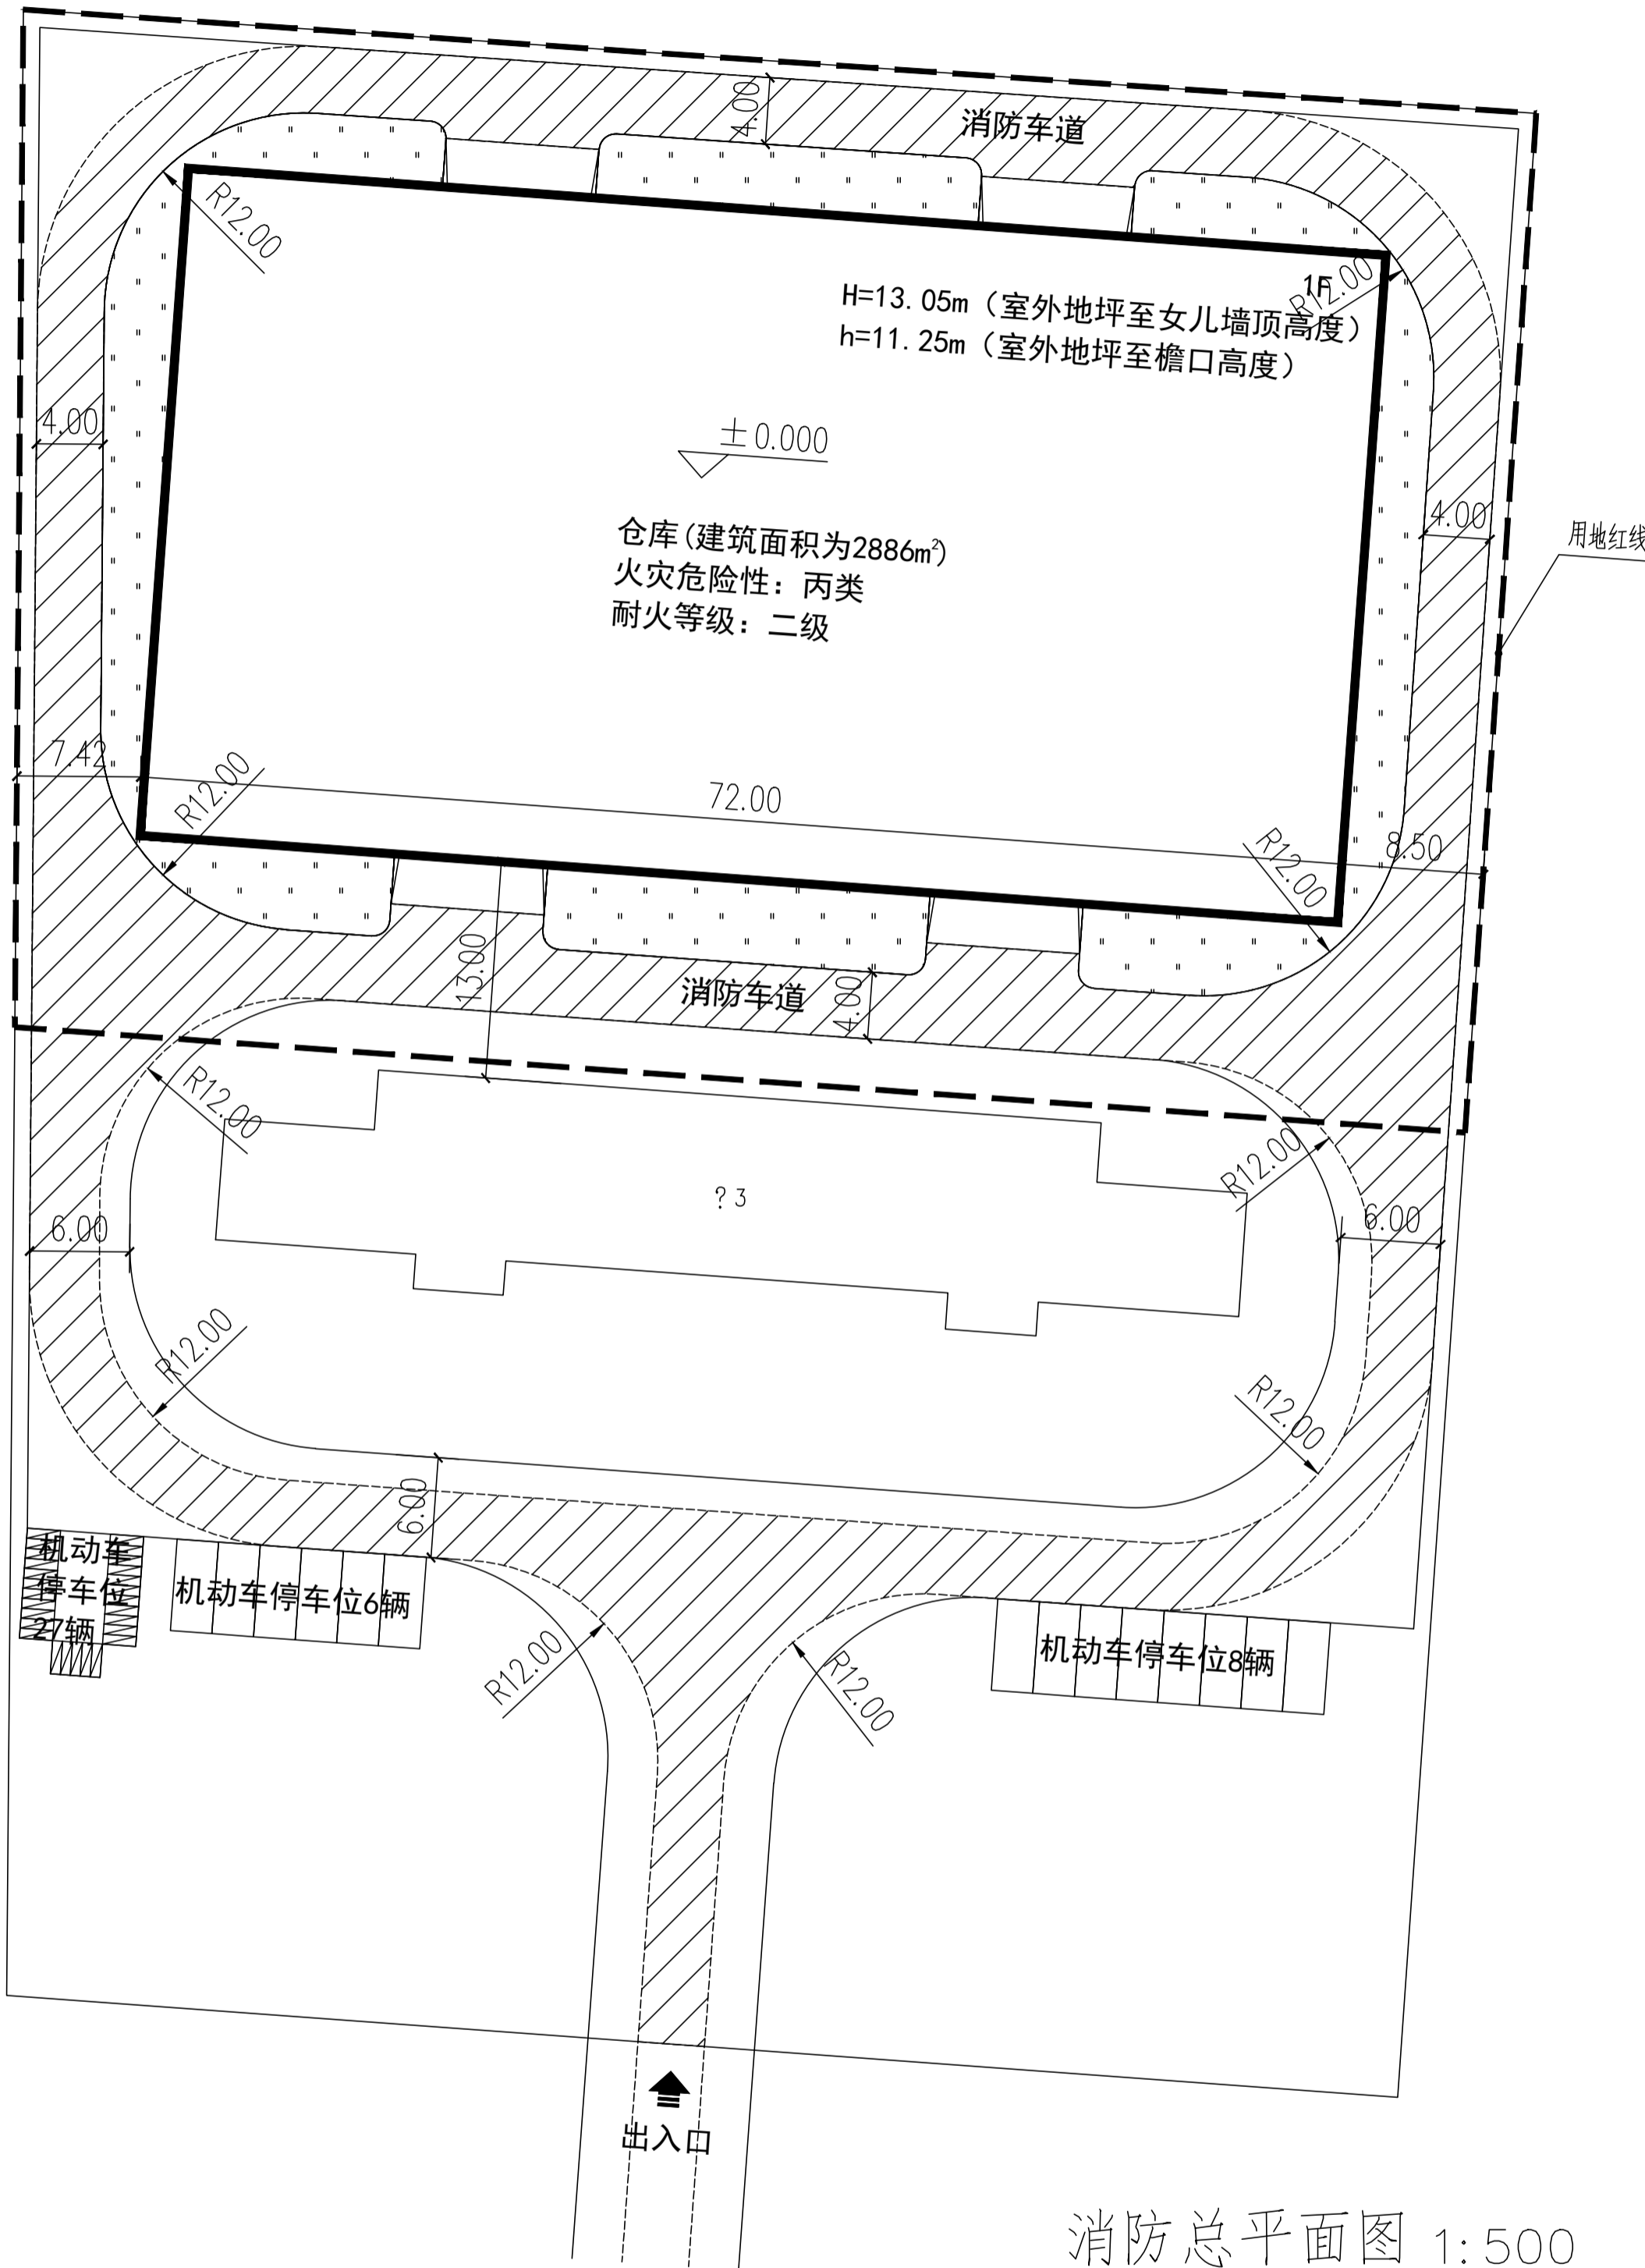 4.00
消防车道
R12.00
1F
R12.00
H=13.05m（室外地坪至女儿墙顶高度）
h=11.25m（室外地坪至檐口高度）
4.00
±0.000
4.00
用地红线
仓库(建筑面积为2886m²)
火灾危险性：丙类
耐火等级：二级
7.42
R12.00
72.00
8.50
R12.00
13.00
消防车道
4.00
R12.00
R12.00
?3
6.00
6.00
R12.00
R12.00
6.00
机动车
停车位
27辆
机动车停车位6辆
机动车停车位8辆
R12.00
R12.00
出入口
消防总平面图 1:500